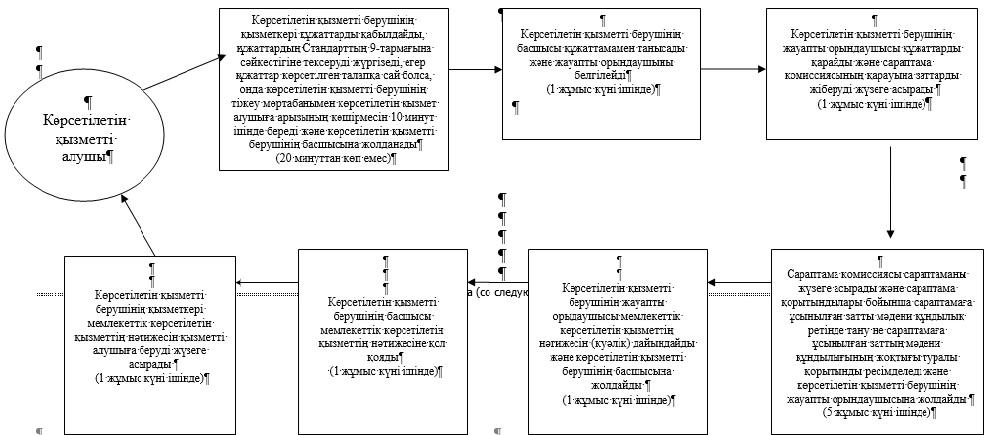 Көрсетілетін
қызметті
алушы
Көрсетілетін қызметті берушінің
қызметкері құжаттарды қабылдайды,
құжаттардың Стандарттың 9-тармағына
сәйкестігіне тексеруді жүргізеді, егер
құжаттар көрсетілген талапқа сай болса,
онда көрсетілетін қызметті берушінің
тіркеу мөртабанымен көрсетілетін қызмет
алушыға арызының көшірмесін 10 минут
ішінде береді және көрсетілетін қызметті
берушінің басшысына жолданады
(20 минуттан көп емес)
Көрсетілетін қызметті берушінің
басшысы құжаттамамен танысады
және жауапты орындаушыны
белгілейді
(1 жұмыс күні ішінде)
Көрсетілетін қызметті берушінің
жауапты орындаушысы құжаттарды
қарайды және сараптама
комиссиясының қарауына заттарды
жіберуді жүзеге асырады
(1 жұмыс күні ішінде)
Сараптама комиссиясы сараптаманы
жүзеге асырады және сараптама
қорытындылары бойынша сараптамаға
ұсынылған затты мәдени құндылық
ретінде тану не сараптамаға
ұсынылған заттың мәдени
құндылығының жоқтығы туралы
қорытынды ресімделеді және
көрсетілетін қызметті берушінің
жауапты орындаушысына жолдайды
(5 жұмыс күні ішінде)
Көрсетілетін қызметті
берушінің жауапты
орыдаушысы мемлекеттік
көрсетілетін қызметтің
нәтижесін (куәлік) дайындайды
және көрсетілетін қызметті
берушінің басшысына
жолдайды
(1 жұмыс күні ішінде)
а (со следую
Көрсетілетін қызметті
берушінің басшысы
мемлекеттік көрсетілетін
қызметтің нәтижесіне қол
қояды
(1 жұмыс күні ішінде)
Көрсетілетін қызметті
берушінің қызметкері
мемлекеттік көрсетілетін
қызметтің нәтижесін қызметті
алушыға беруді жүзеге
асырады
(1 жұмыс күні ішінде)